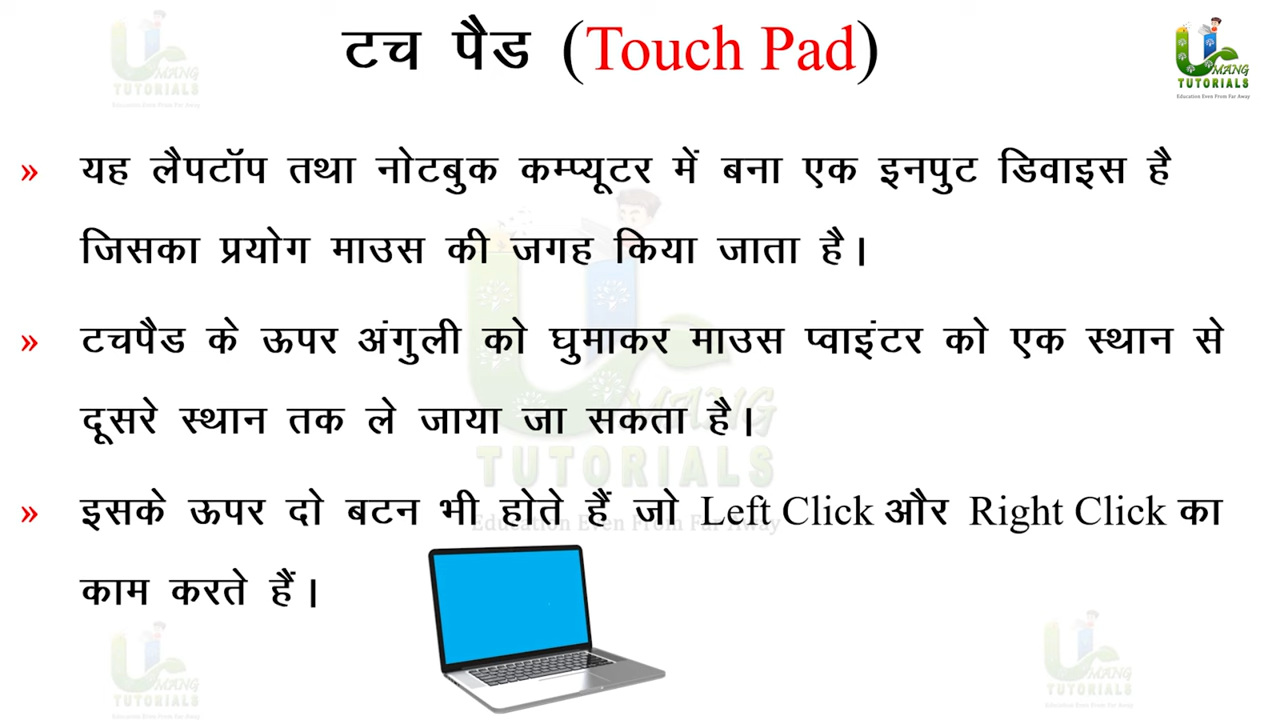 टच पैड (Touch Pad)
UMANG
TUTORIALS
Education Even From Far Away
» यह लैपटॉप तथा नोटबुक कम्प्यूटर में बना एक इनपुट डिवाइस है
जिसका प्रयोग माउस की जगह किया जाता है।
» टचपैड के ऊपर अंगुली को घुमाकर माउस प्वाइंटर को एक स्थान से
दूसरे स्थान तक ले जाया जा सकता है।
» इसके ऊपर दो बटन भी होते हैं जो Left Click और Right Click का
काम करते हैं।